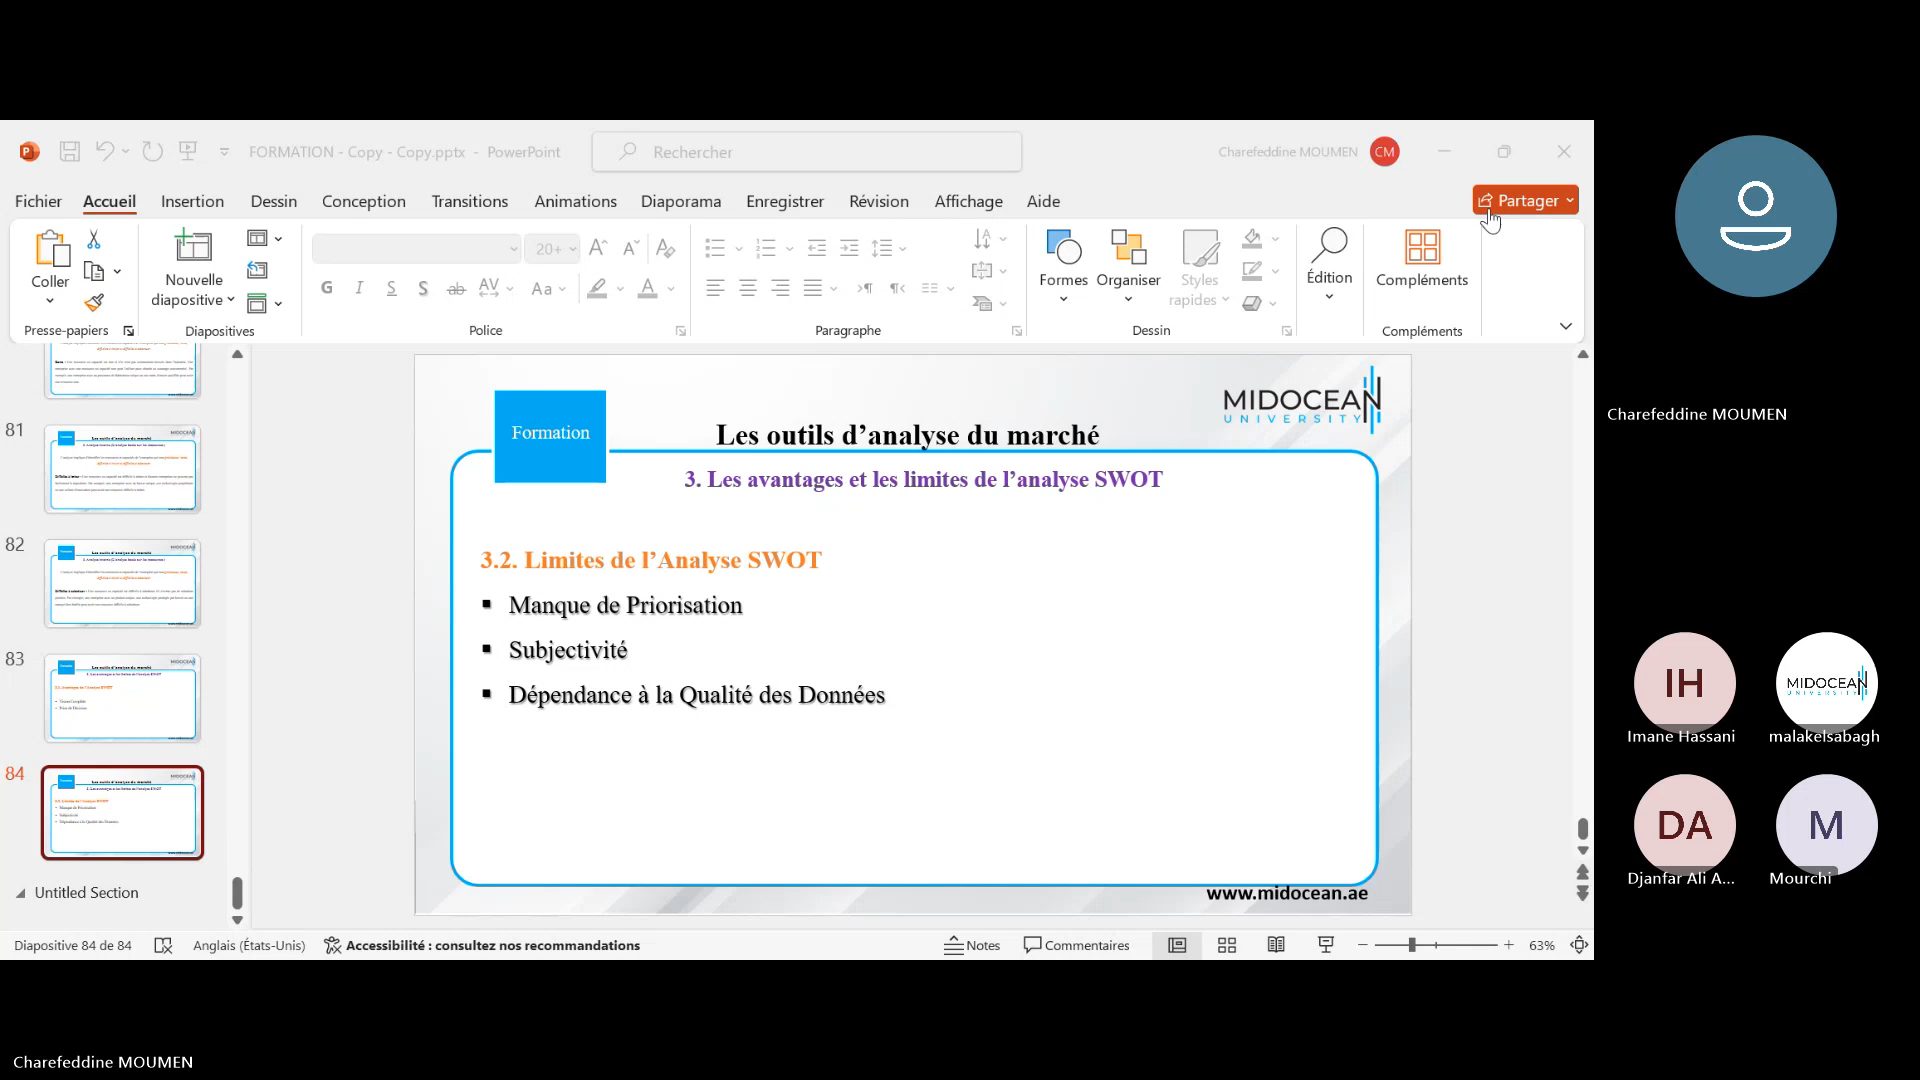 FORMATION - Copy - Copy.pptx - PowerPoint
Rechercher
Charefeddine MOUMEN
CM
Fichier
Accueil
Insertion
Dessin
Conception
Transitions
Animations
Diaporama
Enregistrer
Révision
Affichage
Aide
Partager
Coller
Nouvelle
diapositive
20+
Formes
Organiser
Styles
rapides
Édition
Compléments
Presse-papiers
Diapositives
Police
Paragraphe
Dessin
Compléments
81
82
83
84
Untitled Section
MIDOCEAN
UNIVERSITY
Formation
Les outils d’analyse du marché
3. Les avantages et les limites de l’analyse SWOT
3.2. Limites de l’Analyse SWOT
▪ Manque de Priorisation
▪ Subjectivité
▪ Dépendance à la Qualité des Données
www.midocean.ae
Diapositive 84 de 84
Anglais (États-Unis)
Accessibilité : consultez nos recommandations
Notes
Commentaires
63%
Charefeddine MOUMEN
IH
Imane Hassani
MIDOCEAN
UNIVERSITY
malakelsabagh
DA
Djanfar Ali A...
M
Mourchi
Charefeddine MOUMEN